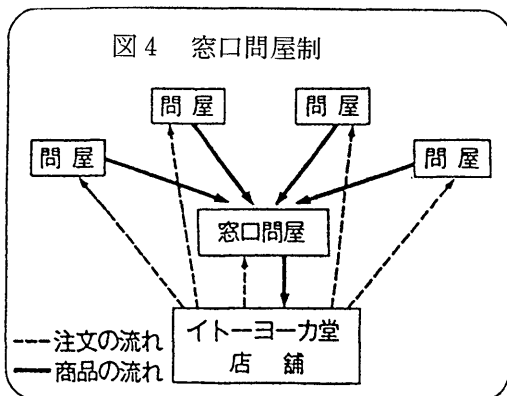 図4 窓口問屋制
問屋 問屋
問屋 問屋
窓口問屋
イトーヨーカ堂
店舗
注文の流れ
商品の流れ